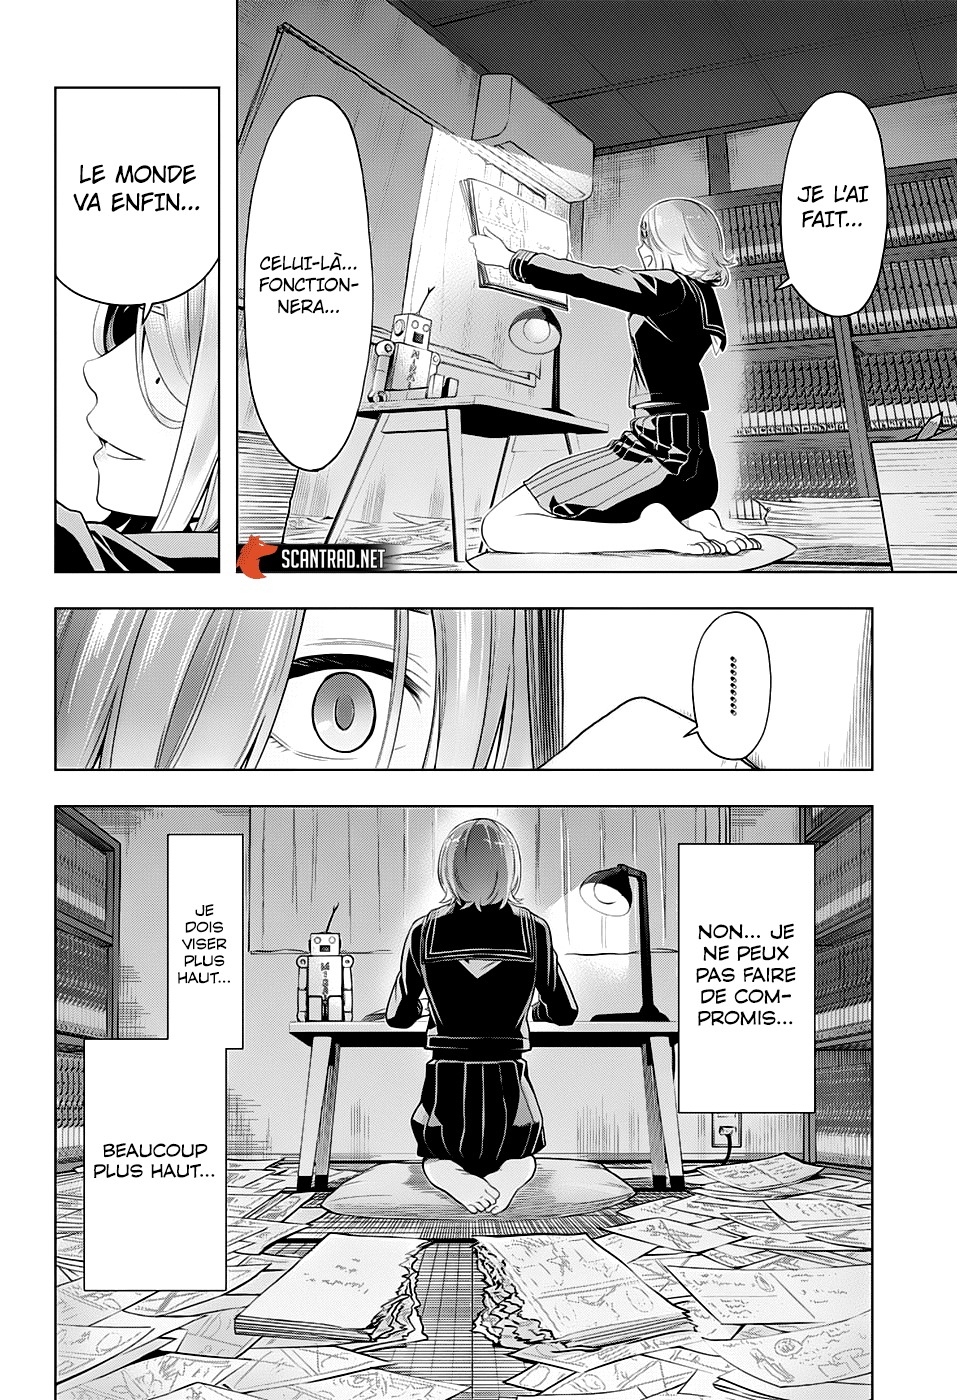 JE L'AI
FAIT...
CELUI-LÀ...
FONCTION-
NERA...
LE MONDE
VA ENFIN...
SCANTRAD.NET
.........
NON... JE
NE PEUX
PAS FAIRE
DE COM-
PROMIS...
JE
DOIS
VISER
PLUS
HAUT...
BEAUCOUP
PLUS HAUT...